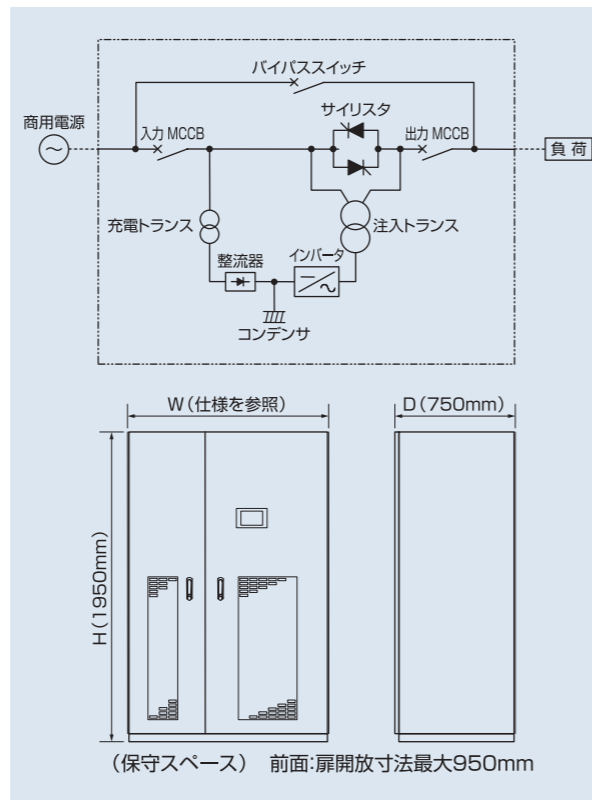 バイパススイッチ
商用電源
入力 MCCB
サイリスタ
出力 MCCB
負荷
充電トランス
整流器
インバータ
注入トランス
コンデンサ
W(仕様を参照)
D(750mm)
H(1950mm)
(保守スペース) 前面:扉開放寸法最大950mm